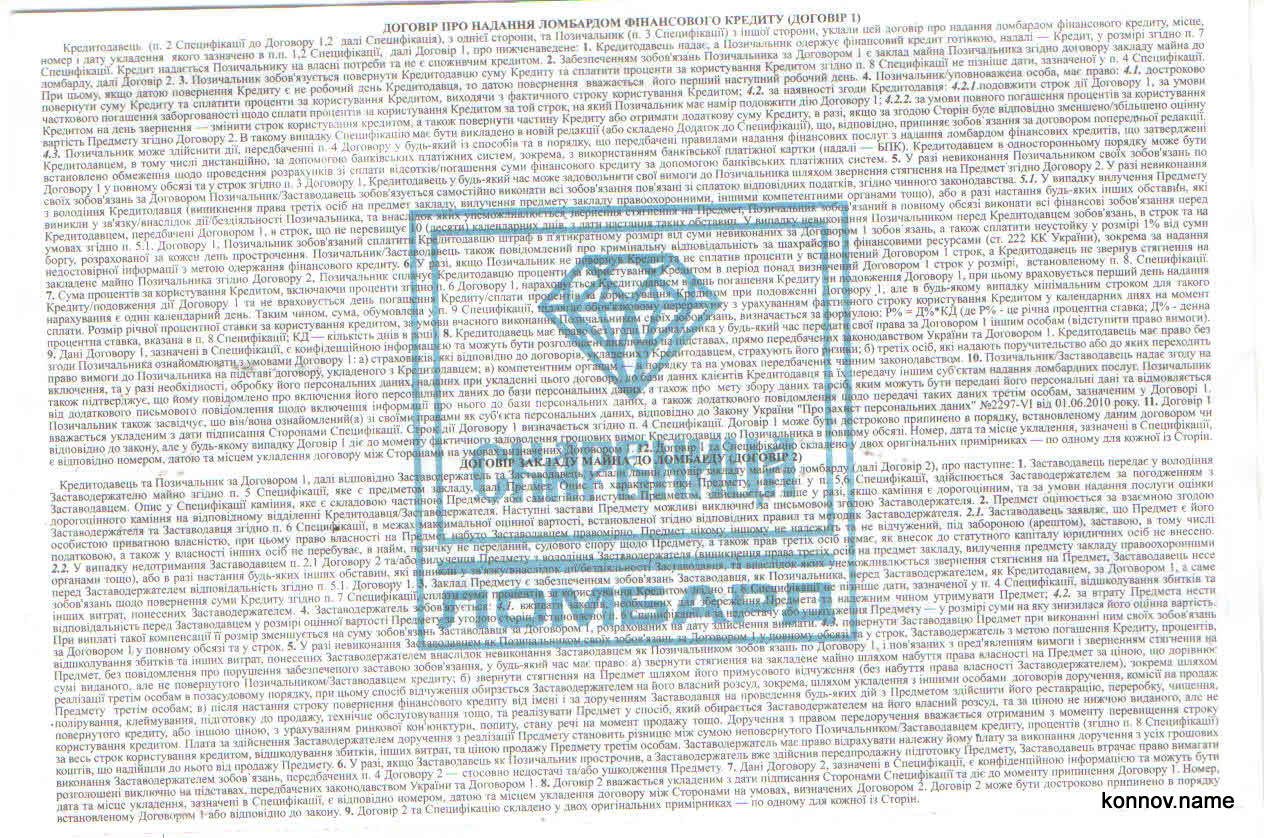 ДОГОВІР ПРО НАДАННЯ ЛОМБАРДОМ ФІНАНСОВОГО КРЕДИТУ (ДОГОВІР 1)
Кредитодавець (п. 2 Специфікації до Договору 1,2 далі Специфікація), з однієї сторони, та Позичальник (п. 3 Специфікації) з іншої сторони, уклали цей договір про надання ломбардом фінансового кредиту, місце,
номер і дату укладення якого зазначено в п.п. 1,2 Специфікації, далі Договір 1, про нижченаведене: 1. Кредитодавець надає, а Позичальник одержує фінансовий кредит готівкою, надалі — Кредит, у розмірі згідно п. 7
Специфікації. Кредит надається Позичальнику на власні потреби та не є споживчим кредитом. 2. Забезпеченням зобов'язань Позичальника за Договором 1 є заклад майна Позичальника згідно договору закладу майна до
ломбарду, далі Договір 2. 3. Позичальник зобов'язується повернути Кредитодавцю суму Кредиту та сплатити проценти за користування Кредитом згідно п. 8 Специфікації не пізніше дати, зазначеної у п. 4 Специфікації.
При цьому, якщо датою повернення Кредиту є не робочий день Кредитодавця, то датою повернення вважається його перший наступний робочий день. 4. Позичальник/уповноважена особа, має право: 4.1. достроково
повернути суму Кредиту та сплатити проценти за користування Кредитом, виходячи з фактичного строку користування Кредитом; 4.2. за наявності згоди Кредитодавця: 4.2.1. подовжити строк дії Договору 1, за умови
часткового погашення заборгованості щодо сплати процентів за користування Кредитом за той строк, на який Позичальник має намір подовжити дію Договору 1; 4.2.2. за умови повного погашення процентів за користування
Кредитом на день звернення — змінити строк користування кредитом, а також повернути частину Кредиту або отримати додаткову суму Кредиту, в разі, якщо за згодою Сторін буде відповідно зменшено/збільшено оцінну
вартість Предмету згідно Договору 2. В такому випадку Специфікацію має бути викладено в новій редакції (або складено Додаток до Специфікації), що, відповідно, припиняє зобов'язання за договором попередньої редакції.
4.3. Позичальник може здійснити дії, передбаченні п. 4 Договору у будь-який із способів та в порядку, що передбачені правилами надання фінансових послуг з надання ломбардом фінансових кредитів, що затверджені
Кредитодавцем, в тому числі дистанційно, за допомогою банківських платіжних систем, зокрема, з використанням банківської платіжної картки (надалі — БПК). Кредитодавцем в односторонньому порядку може бути
встановлено обмеження щодо проведення розрахунків зі сплати відсотків/погашення суми фінансового кредиту за допомогою банківських платіжних систем. 5. У разі невиконання Позичальником своїх зобов'язань по
Договору 1 у повному обсязі та у строк згідно п. 3 Договору 1, Кредитодавець у будь-який час може задовольнити свої вимоги до Позичальника шляхом звернення стягнення на Предмет згідно Договору 2. У разі невиконання
своїх зобов'язань за Договором Позичальник/Заставодавець зобов'язується самостійно виконати всі зобов'язання пов'язані зі сплатою відповідних податків, згідно чинного законодавства. 5.1. У випадку вилучення Предмету
з володіння Кредитодавця (виникнення права третіх осіб на предмет закладу, вилучення предмету закладу правоохоронними, іншими компетентними органами тощо), або в разі настання будь-яких інших обставин, які
виникли у зв'язку/внаслідок дії/бездіяльності Позичальника, та внаслідок яких унеможливлюється звернення стягнення на Предмет, Позичальник зобов'язаний в повному обсязі виконати всі фінансові зобов'язання перед
Кредитодавцем, передбачені Договором 1, в строк, що не перевищує 10 (десяти) календарних днів, з дати настання таких обставин. У випадку невиконання Позичальником перед Кредитодавцем зобов'язань, в строк та на
умовах згідно п. 5.1. Договору 1, Позичальник зобов'язаний сплатити Кредитодавцю штраф в п'ятикратному розмірі від суми невиконаних за Договором 1 зобов'язань, а також сплатити неустойку у розмірі 1% від суми
боргу, розрахованої за кожен день прострочення. Позичальник/Заставодавець також повідомлений про кримінальну відповідальність за шахрайство з фінансовими ресурсами (ст. 222 КК України), зокрема за надання
недостовірної інформації з метою одержання фінансового кредиту. 6. У разі, якщо Позичальник не повернув Кредит та не сплатив проценти у встановлений Договором 1 строк, а Кредитодавець не звернув стягнення на
закладене майно Позичальника згідно Договору 2, Позичальник сплачує Кредитодавцю проценти за користування Кредитом в період понад визначений Договором 1 строк у розмірі, встановленому п. 8. Специфікації.
7. Сума процентів за користування Кредитом, включаючи проценти згідно п. 6 Договору 1, нараховується Кредитодавцем в день погашення Кредиту чи подовження Договору 1, при цьому враховується перший день надання
Кредиту/подовження дії Договору 1 та не враховується день погашення Кредиту/сплати процентів за користування Кредитом при подовженні Договору 1, але в будь-якому випадку мінімальним строком для такого
нарахування є один календарний день. Таким чином, сума, обумовлена у п. 9 Специфікації, підлягає обов'язковому перерахунку з урахуванням фактичного строку користування Кредитом у календарних днях на момент
сплати. Розмір річної процентної ставки за користування кредитом, за умови вчасного виконання Позичальником своїх зобов'язань, визначається за формулою: Р% = Д%*КД (де Р% - це річна процентна ставка; Д% - денна
процентна ставка, вказана в п. 8 Специфікації; КД — кількість днів в році). 8. Кредитодавець має право без згоди Позичальника у будь-який час передати свої права за Договором 1 іншим особам (відступити право вимоги).
9. Дані Договору 1, зазначені в Специфікації, є конфіденційною інформацією та можуть бути розголошені виключно на підставах, прямо передбачених законодавством України та Договором 1. Кредитодавець має право без
згоди Позичальника ознайомлювати з умовами Договору 1: а) страховиків, які відповідно до договорів, укладених з Кредитодавцем, страхують його ризики; б) третіх осіб, які надають поручительство або до яких переходить
право вимоги до Позичальника на підставі договору, укладеного з Кредитодавцем; в) компетентним органам в порядку та на умовах передбачених чинним законодавством. 10. Позичальник/Заставодавець надає згоду на
включення, та у разі необхідності, обробку його персональних даних, наданих при укладенні цього договору, до бази даних клієнтів Кредитодавця та передачу іншим суб'єктам надання ломбардних послуг. Позичальник
також підтверджує, що йому повідомлено про включення його персональних даних до бази персональних даних, а також про мету збору даних та осіб, яким можуть бути передані його персональні дані та відмовляється
від додаткового письмового повідомлення щодо включення інформації про нього до бази персональних даних, а також додаткового повідомлення щодо передачі таких даних третім особам, зазначеним у Договорі 1.
Позичальник також засвідчує, що він/вона ознайомлений(а) зі своїми правами як суб'єкта персональних даних, відповідно до Закону України "Про захист персональних даних" №2297-VI від 01.06.2010 року. 11. Договір 1
вважається укладеним з дати підписання Сторонами Специфікації. Строк дії Договору 1 визначається згідно п. 4 Специфікації. Договір 1 може бути достроково припинено в порядку, встановленому даним договором чи
відповідно до закону, але у будь-якому випадку Договір 1 діє до моменту фактичного задоволення грошових вимог Кредитодавця до Позичальника в повному обсязі. Номер, дата та місце укладення, зазначені в Специфікації,
є відповідно номером, датою та місцем укладення договору між Сторонами на умовах, визначених Договором 1. 12. Договір 1 та Специфікацію складено у двох оригінальних примірниках — по одному для кожної із Сторін.
ДОГОВІР ЗАКЛАДУ МАЙНА ДО ЛОМБАРДУ (ДОГОВІР 2)
Кредитодавець та Позичальник за Договором 1, далі відповідно Заставодержатель та Заставодавець, уклали даний договір закладу майна до ломбарду (далі Договір 2), про наступне: 1. Заставодавець передає у володіння
Заставодержателю майно згідно п. 5 Специфікації, яке є предметом закладу, далі Предмет. Опис та характеристики Предмету наведені у п. 5,6 Специфікації, здійснюється Заставодержателем за погодженням з
Заставодавцем. Опис у Специфікації каміння, яке є складовою частиною Предмету або самостійно виступає Предметом, здійснюється лише у разі, якщо каміння є дорогоцінним, та за умови надання послуги оцінки
дорогоцінного каміння на відповідному відділенні Кредитодавця/Заставодержателя. Наступні застави Предмету можливі виключно за письмовою згодою Заставодержателя. 2. Предмет оцінюється за взаємною згодою
Заставодержателя та Заставодавця згідно п. 6 Специфікації, в межах максимальної оцінної вартості, встановленої згідно відповідних правил та методик Заставодержателя. 2.1. Заставодавець заявляє, що Предмет є його
особистою приватною власністю, при цьому право власності на Предмет набуто Заставодавцем правомірно, Предмет нікому іншому не належить та не відчужений, під забороною (арештом), заставою, в тому числі
податковою, а також у власності інших осіб не перебуває, в найм, позичку не переданий, судового спору щодо Предмету, а також прав третіх осіб немає, як внесок до статутного капіталу юридичних осіб не внесено.
2.2. У випадку недотримання Заставодавцем п. 2.1 Договору 2 та/або вилучення Предмету з володіння Заставодержателя (виникнення права третіх осіб на предмет закладу, вилучення предмету закладу правоохоронними
органами тощо), або в разі настання будь-яких інших обставин, які виникли у зв'язку/внаслідок дії/бездіяльності Заставодавця, та внаслідок яких унеможливлюється звернення стягнення на Предмет, Заставодавець несе
перед Заставодержателем відповідальність згідно п. 5.1. Договору 1. 3. Заклад Предмету є забезпеченням зобов'язань Заставодавця, як Позичальника, перед Заставодержателем, як Кредитодавцем, за Договором 1, а саме
зобов'язань щодо повернення суми Кредиту згідно п. 7 Специфікації, Кредитом згідно п. не пізніше дати, зазначеної у п. 4 Специфікації, відшкодування збитків та
інших витрат, понесених Заставодержателем. 4. Заставодержатель зобов'язується: 4.1. вживати заходів, необхідних для збереження Предмета та належним чином утримувати Предмет; 4.2. за втрату Предмета нести
відповідальність перед Заставодавцем у розмірі оцінної вартості Предмету за угодою сторін, Специфікації, а за недостачу/пошкодження Предмету — у розмірі суми на яку знизилася його оцінна вартість.
При виплаті такої компенсації її розмір зменшується на суму зобов'язань Заставодавця за Договором 1, розрахованих на дату здійснення виплати. 4.3. повернути Заставодавцю Предмет при виконанні ним своїх зобов'язань
за Договором 1 у повному обсязі та у строк. 5. У разі невиконання Заставодавцем як Позичальником своїх зобов'язань за Договором 1 у повному обсязі та у строк, Заставодержатель з метою погашення Кредиту, процентів,
відшкодування збитків та інших витрат, понесених Заставодержателем внаслідок невиконання Заставодавцем як Позичальником зобов'язань по Договору 1, і пов'язаних з пред'явленням вимоги і зверненням стягнення на
Предмет, без повідомлення про порушення забезпеченого заставою зобов'язання, у будь-який час має право: а) звернути стягнення на закладене майно шляхом набуття права власності на Предмет за ціною, що дорівнює
сумі виданого, але не повернутого Позичальником/Заставодавцем кредиту; б) звернути стягнення на Предмет шляхом його примусового відчуження (без набуття права власності Заставодержателем), зокрема шляхом
реалізації третім особам в позасудовому порядку, при цьому спосіб відчуження обирається Заставодержателем на його власний розсуд, зокрема, шляхом укладення з іншими особами договорів доручення, комісії на продаж
Предмету третім особам; в) після настання строку повернення фінансового кредиту від імені і за дорученням Заставодавця на проведення будь-яких дій з Предметом здійснити його реставрацію, переробку, чищення,
полірування, клеймування, підготовку до продажу, технічне обслуговування тощо, та реалізувати Предмет у спосіб, який обирається Заставодержателем на його власний розсуд, та за ціною не нижчою виданого, але не
повернутого кредиту, або іншою ціною, з урахуванням ринкової кон'юнктури, попиту, стану речі на момент продажу тощо. Доручення з правом передоручення вважається отриманим з моменту перевищення строку
користування кредитом. Плата за здійснення Заставодержателем доручення з реалізації Предмету становить різницю між сумою неповернутого Позичальником/Заставодавцем кредиту, процентів (згідно п. 8 Специфікації)
за весь строк користування кредитом, відшкодування збитків, інших витрат, та ціною продажу Предмету третім особам. Заставодержатель має право відрахувати належну йому плату за виконання доручення з усіх грошових
коштів, що надійшли до нього від продажу Предмету. 6. У разі, якщо Заставодавець як Позичальник прострочив, а Заставодержатель вже здійснив передпродажну підготовку Предмету, Заставодавець втрачає право вимагати
виконання Заставодержателем зобов'язань, передбачених п. 4 Договору 2 — стосовно недостачі та/або ушкодження Предмету. 7. Дані Договору 2, зазначені в Специфікації, є конфіденційною інформацією та можуть бути
розголошені виключно на підставах, передбачених законодавством України та Договором 1. 8. Договір 2 вважається укладеним з дати підписання Сторонами Специфікації та діє до моменту припинення Договору 1. Номер,
дата та місце укладення, зазначені в Специфікації, є відповідно номером, датою та місцем укладення договору між Сторонами на умовах, визначених Договором 2. Договір 2 може бути достроково припинено в порядку
встановленому Договором 1 або відповідно до закону. 9. Договір 2 та Специфікацію складено у двох оригінальних примірниках — по одному для кожної із Сторін.
ЛОМБАРД
konnov.name